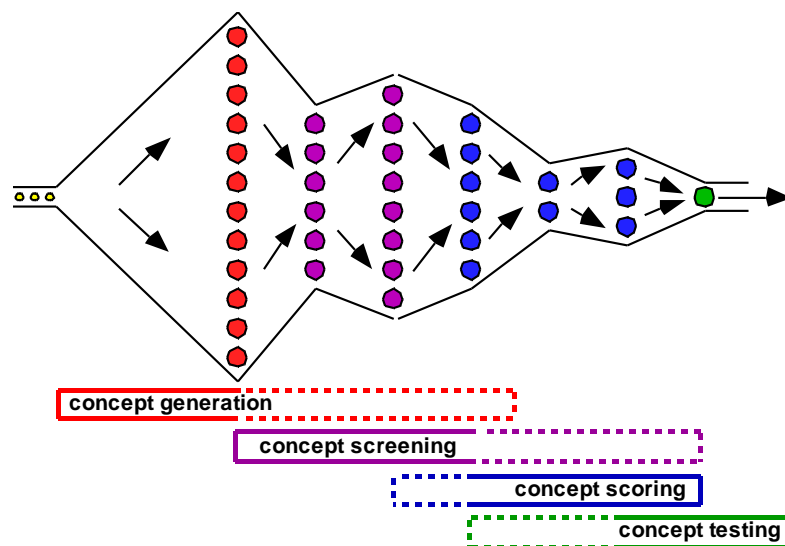 concept generation
concept screening
concept scoring
concept testing